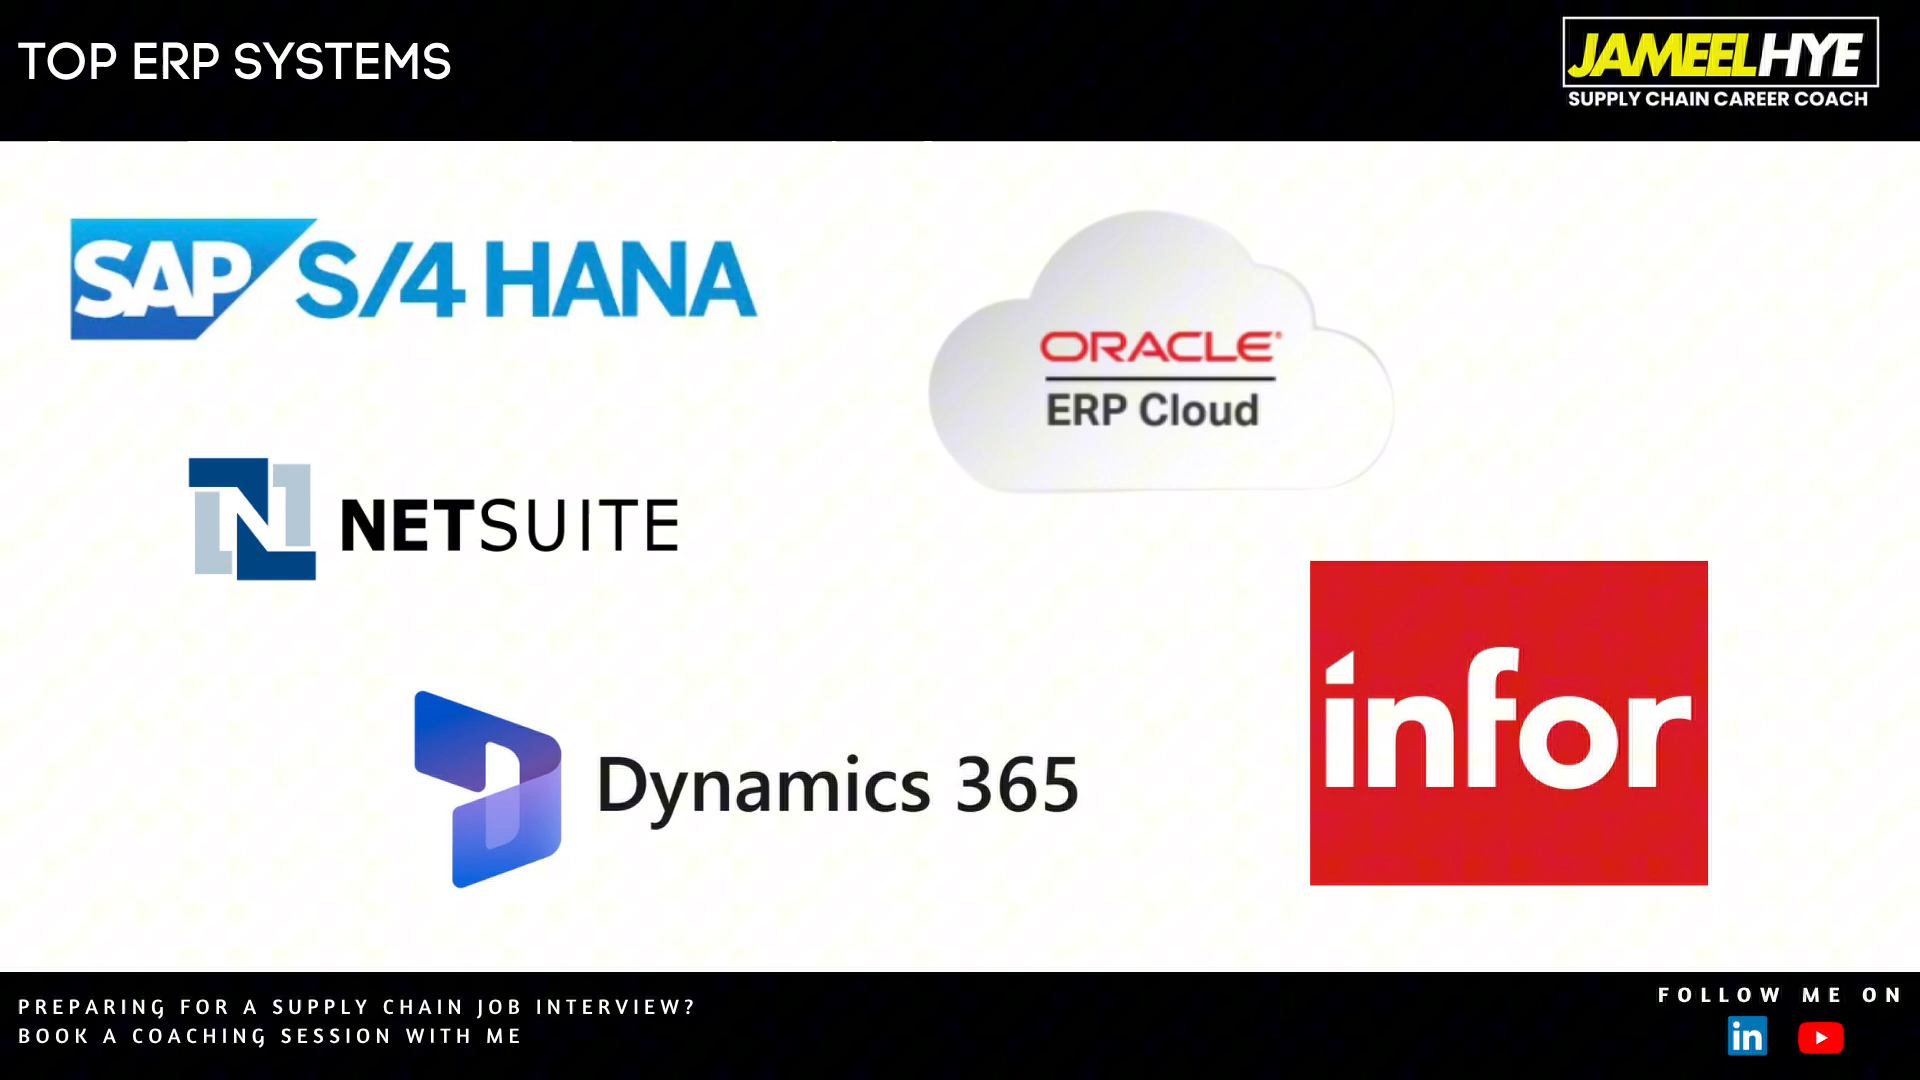 TOP ERP SYSTEMS
JAMEELHYE
SUPPLY CHAIN CAREER COACH
SAP S/4 HANA
ORACLE®
ERP Cloud
N NETSUITE
Dynamics 365
infor
PREPARING FOR A SUPPLY CHAIN JOB INTERVIEW?
BOOK A COACHING SESSION WITH ME
FOLLOW ME ON
in